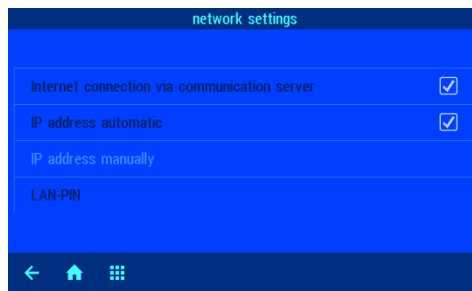 network settings
Internet connection via communication server
IP address automatic
IP address manually
LAN-PIN